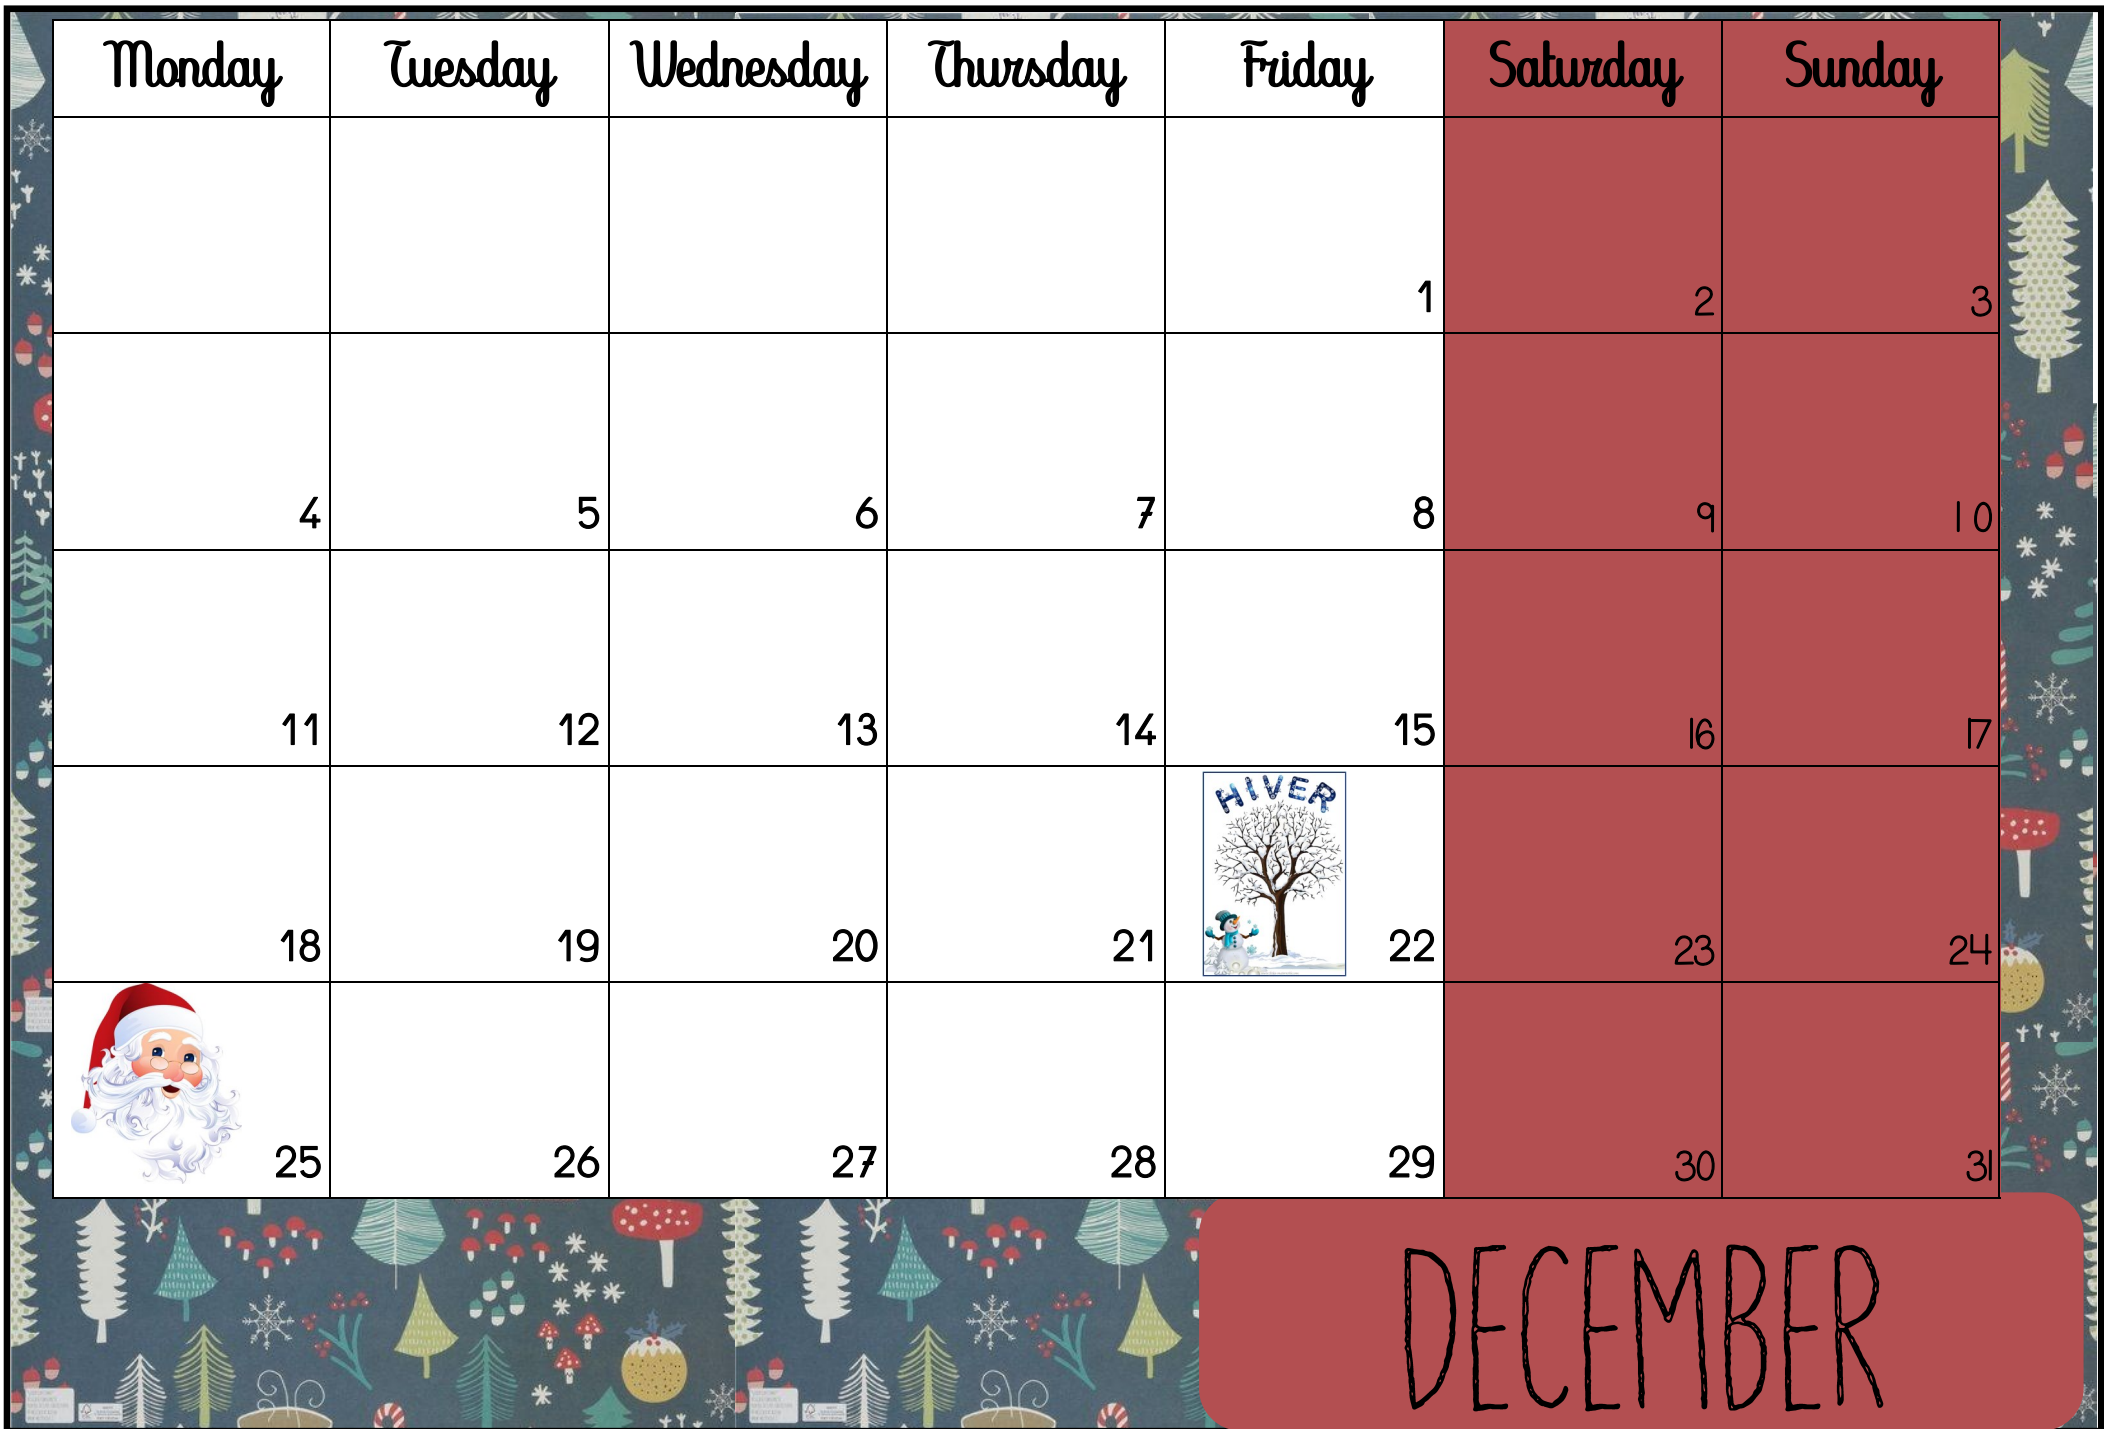 Monday Tuesday Wednesday Thursday Friday Saturday Sunday
1 2 3
4 5 6 7 8 9 10
11 12 13 14 15 16 17
HIVER
18 19 20 21 22 23 24
25 26 27 28 29 30 31
DECEMBER